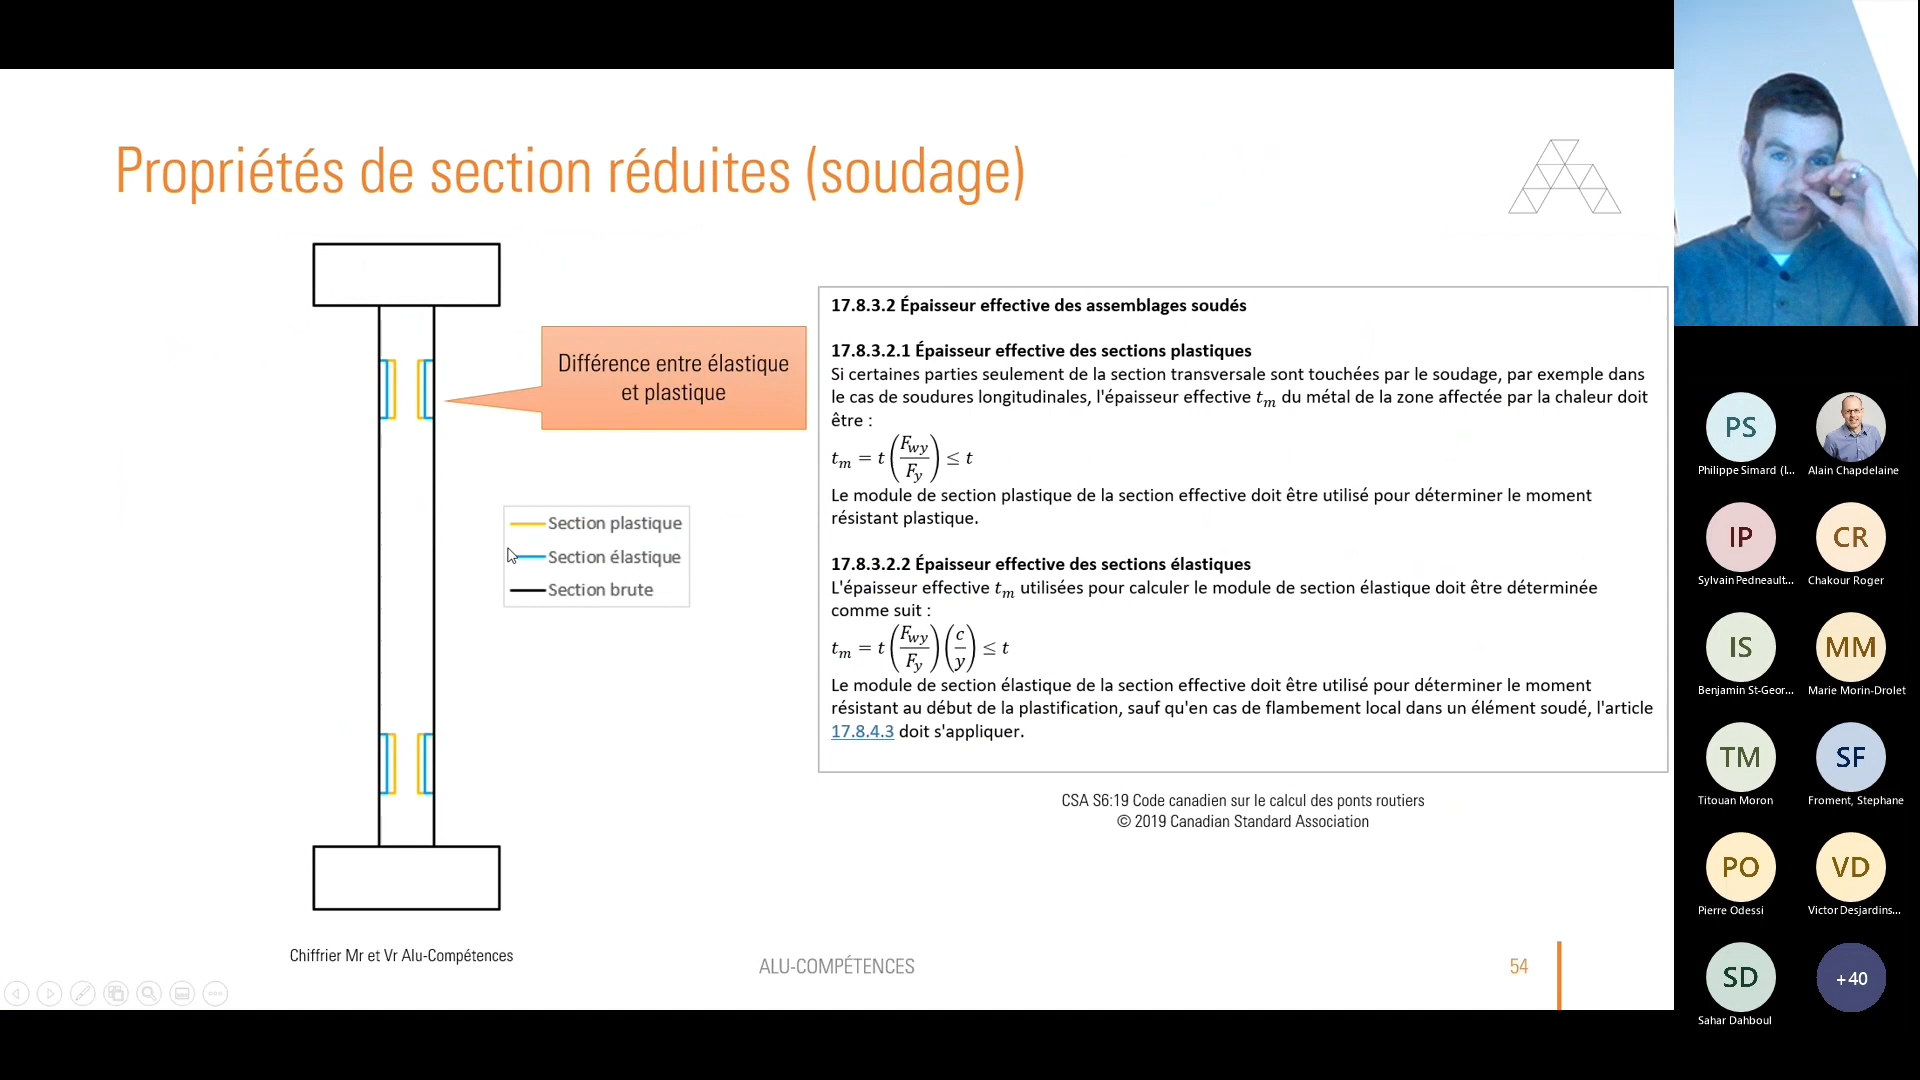 Propriétés de section réduites (soudage)
Différence entre élastique
et plastique
Section plastique
Section élastique
Section brute
17.8.3.2 Épaisseur effective des assemblages soudés
17.8.3.2.1 Épaisseur effective des sections plastiques
Si certaines parties seulement de la section transversale sont touchées par le soudage, par exemple dans
le cas de soudures longitudinales, l'épaisseur effective t_m du métal de la zone affectée par la chaleur doit
être :
t_m = t (F_wy / F_y) ≤ t
Le module de section plastique de la section effective doit être utilisé pour déterminer le moment
résistant plastique.
17.8.3.2.2 Épaisseur effective des sections élastiques
L'épaisseur effective t_m utilisées pour calculer le module de section élastique doit être déterminée
comme suit :
t_m = t (F_wy / F_y) (c / y) ≤ t
Le module de section élastique de la section effective doit être utilisé pour déterminer le moment
résistant au début de la plastification, sauf qu'en cas de flambement local dans un élément soudé, l'article
17.8.4.3 doit s'appliquer.
CSA S6:19 Code canadien sur le calcul des ponts routiers
© 2019 Canadian Standard Association
Chiffrier Mr et Vr Alu-Compétences
ALU-COMPÉTENCES
54
PS
Philippe Simard (I...
Alain Chapdelaine
IP
Sylvain Pedneault...
CR
Chakour Roger
IS
Benjamin St-Geor...
MM
Marie Morin-Drolet
TM
Titouan Moron
SF
Froment, Stephane
PO
Pierre Odessi
VD
Victor Desjardins...
SD
Sahar Dahboul
+40